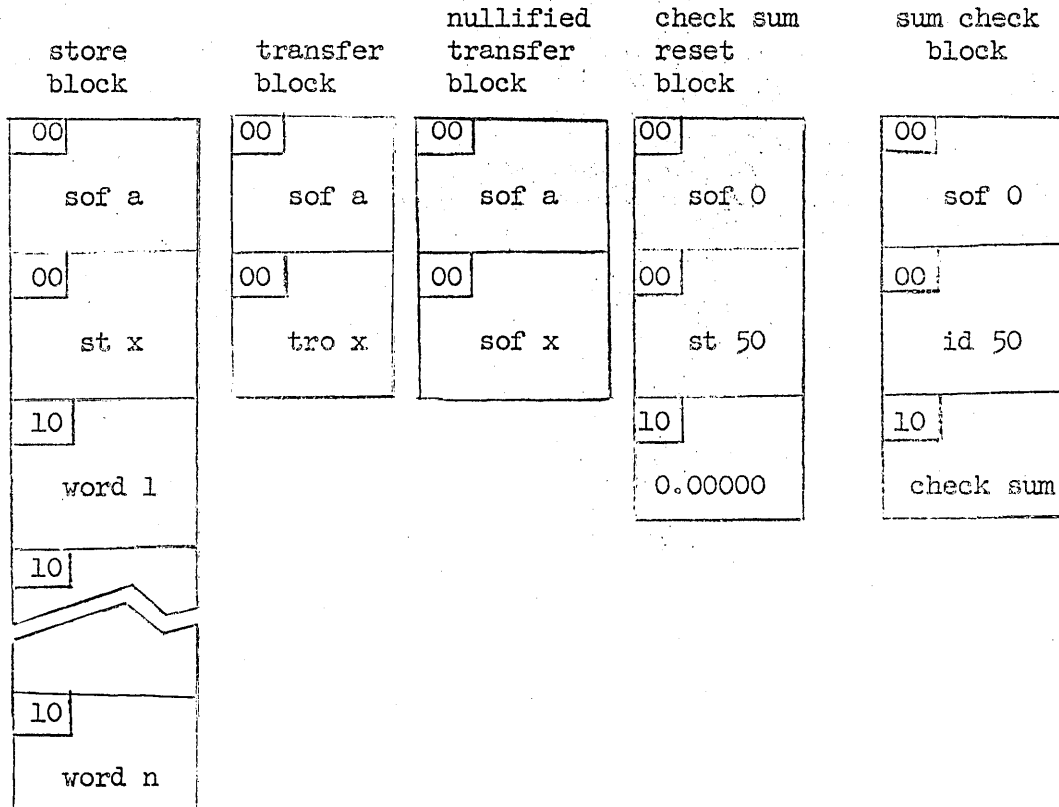 store
block
00
sof a
00
st x
10
word 1
10
10
word n
transfer
block
00
sof a
00
tro x
nullified
transfer
block
00
sof a
00
sof x
check sum
reset
block
00
sof 0
00
st 50
10
0.00000
sum check
block
00
sof 0
00
id 50
10
check sum